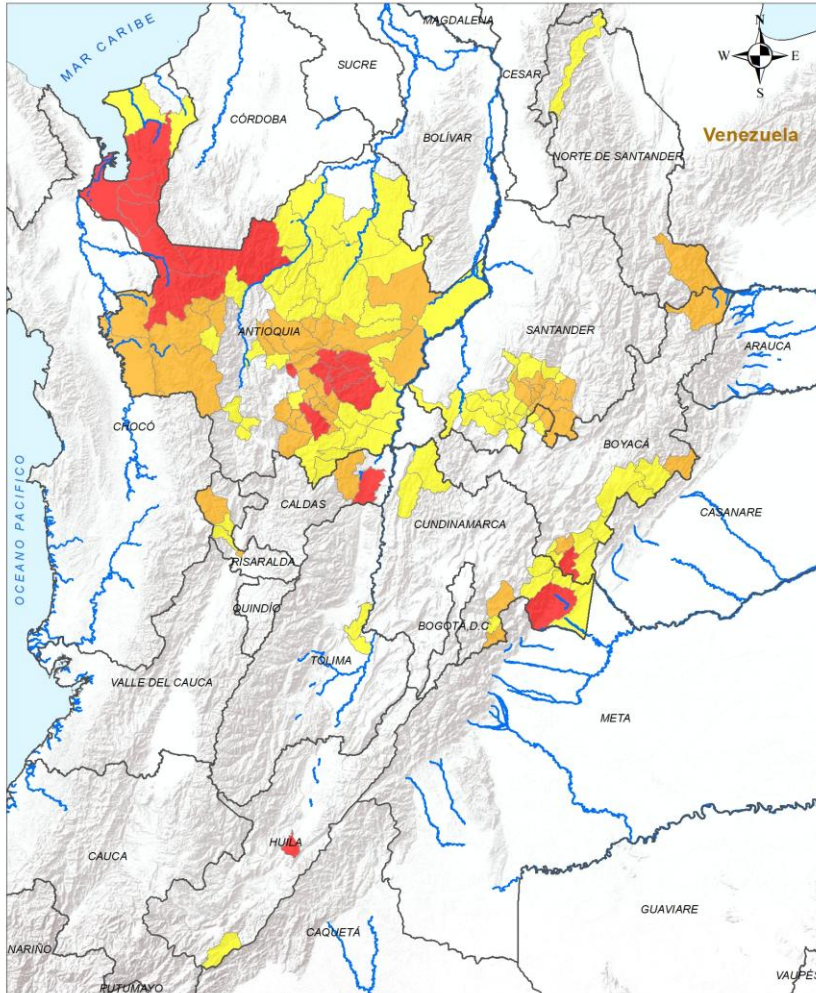 MAGDALENA
MAR CARIBE
N
SUCRE
CESAR
W E
S
CÓRDOBA
BOLÍVAR
Venezuela
NORTE DE SANTANDER
ANTIOQUIA
SANTANDER
ARAUCA
CHOCÓ
BOYACÁ
OCEANO PACIFICO
CALDAS
CUNDINAMARCA
CASANARE
RISARALDA
QUINDÍO
BOGOTÁ,D.C
TOLIMA
VALLE DEL CAUCA
META
HUILA
CAUCA
GUAVIARE
CAQUETÁ
NARIÑO
PUTUMAYO
VAUPÉS